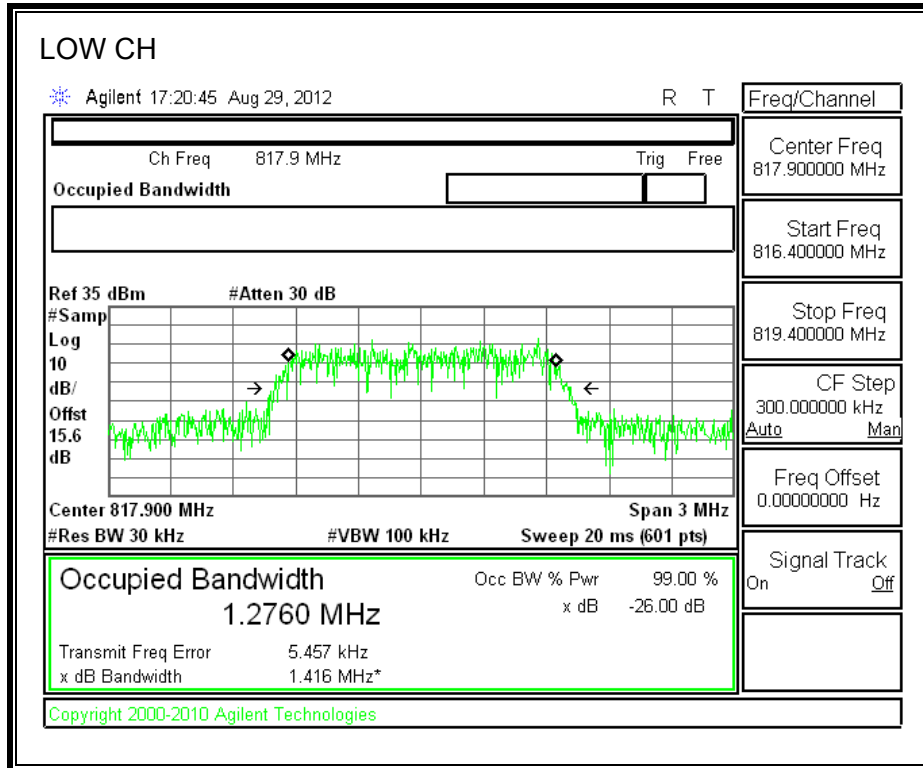 LOW CH
Agilent 17:20:45 Aug 29, 2012 R T
Freq/Channel
Ch Freq 817.9 MHz Trig Free
Occupied Bandwidth
Center Freq
817.900000 MHz
Start Freq
816.400000 MHz
Stop Freq
819.400000 MHz
CF Step
300.000000 kHz
Auto Man
Freq Offset
0.00000000 Hz
Signal Track
On Off
Ref 35 dBm #Atten 30 dB
#Samp
Log
10
dB/
Offst
15.6
dB
Center 817.900 MHz Span 3 MHz
#Res BW 30 kHz #VBW 100 kHz Sweep 20 ms (601 pts)
Occupied Bandwidth Occ BW % Pwr 99.00 %
1.2760 MHz x dB -26.00 dB
Transmit Freq Error 5.457 kHz
x dB Bandwidth 1.416 MHz*
Copyright 2000-2010 Agilent Technologies